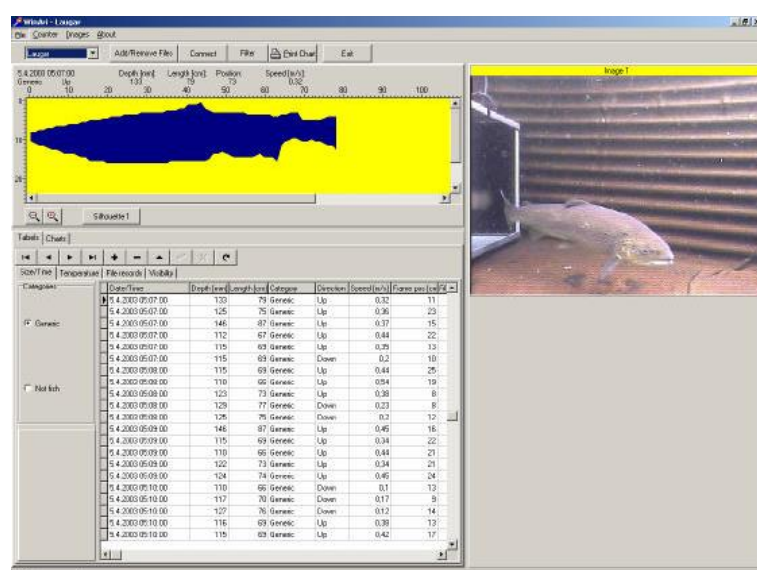 WinAri - Laugar
File Counter Images About
Laugar Add/Remove Files Connect Filter Print Chart Exit
5.4.2003 05:07:00 Depth [mm]: Length [cm]: Position: Speed [m/s]:
Generic Up 133 79 73 0.32
0 10 20 30 40 50 60 70 80 90 100
0
10
20
Silhouette 1
Image 1
Tabels Charts
Size/Time Temperature File records Visibility
Categories
Generic
Not fish
Date/Time Depth [mm] Length [cm] Category Direction Speed [m/s] Frame pos [cm]
5.4.2003 05:07:00 133 79 Generic Up 0,32 11
5.4.2003 05:07:00 125 75 Generic Up 0,36 23
5.4.2003 05:07:00 146 87 Generic Up 0,37 15
5.4.2003 05:07:00 112 67 Generic Up 0,44 22
5.4.2003 05:07:00 115 69 Generic Up 0,35 13
5.4.2003 05:07:00 115 69 Generic Down 0,2 10
5.4.2003 05:08:00 115 69 Generic Up 0,44 25
5.4.2003 05:08:00 110 66 Generic Up 0,54 19
5.4.2003 05:08:00 123 73 Generic Up 0,38 8
5.4.2003 05:08:00 129 77 Generic Down 0,23 8
5.4.2003 05:08:00 125 75 Generic Down 0,2 12
5.4.2003 05:09:00 146 87 Generic Up 0,45 16
5.4.2003 05:09:00 115 69 Generic Up 0,34 22
5.4.2003 05:09:00 110 66 Generic Up 0,44 21
5.4.2003 05:09:00 122 73 Generic Up 0,34 21
5.4.2003 05:09:00 124 74 Generic Up 0,45 24
5.4.2003 05:10:00 110 66 Generic Down 0,1 13
5.4.2003 05:10:00 117 70 Generic Down 0,17 9
5.4.2003 05:10:00 127 76 Generic Down 0,12 14
5.4.2003 05:10:00 116 69 Generic Up 0,38 13
5.4.2003 05:10:00 115 69 Generic Up 0,42 17